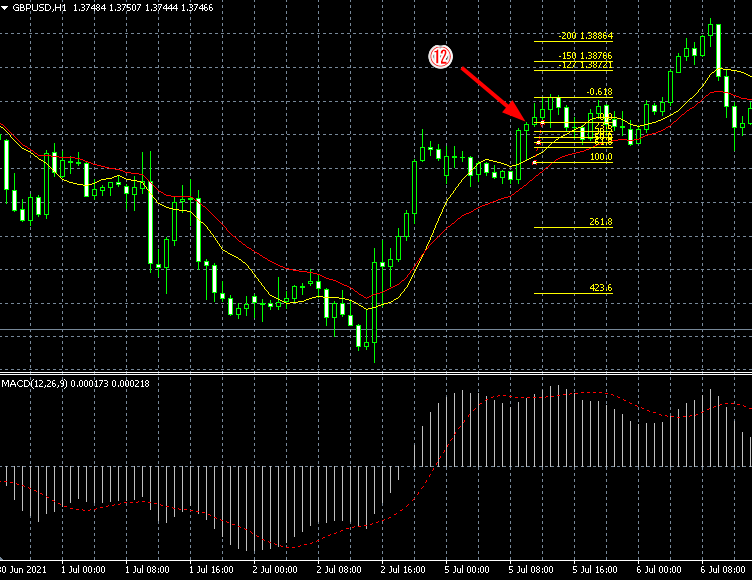 GBPUSD,H1 1.37484 1.37507 1.37444 1.37466
⑫
-200 1.38864
-150 1.38766
-127 1.38721
-0.618
100.0
261.8
423.6
MACD(12,26,9) 0.000173 0.000218
30 Jun 2021
1 Jul 00:00
1 Jul 08:00
1 Jul 16:00
2 Jul 00:00
2 Jul 08:00
2 Jul 16:00
5 Jul 00:00
5 Jul 08:00
5 Jul 16:00
6 Jul 00:00
6 Jul 08:00